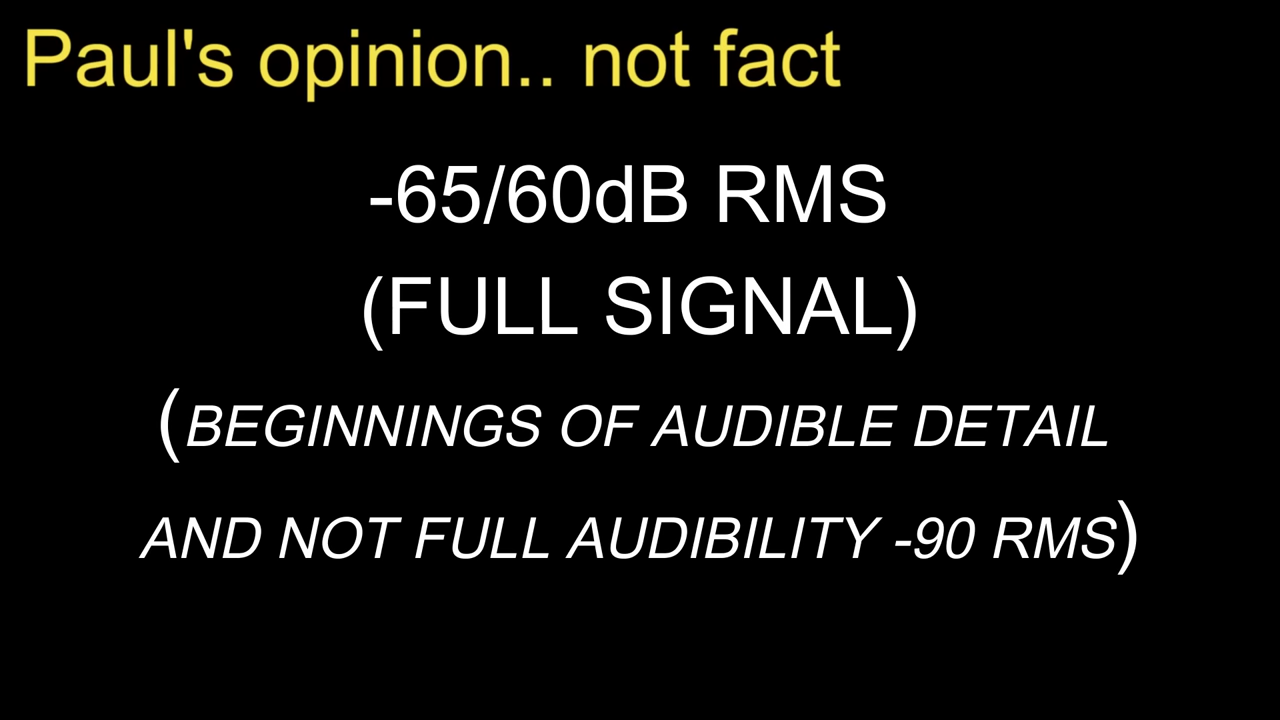 Paul's opinion.. not fact
-65/60dB RMS
(FULL SIGNAL)
(BEGINNINGS OF AUDIBLE DETAIL
AND NOT FULL AUDIBILITY -90 RMS)